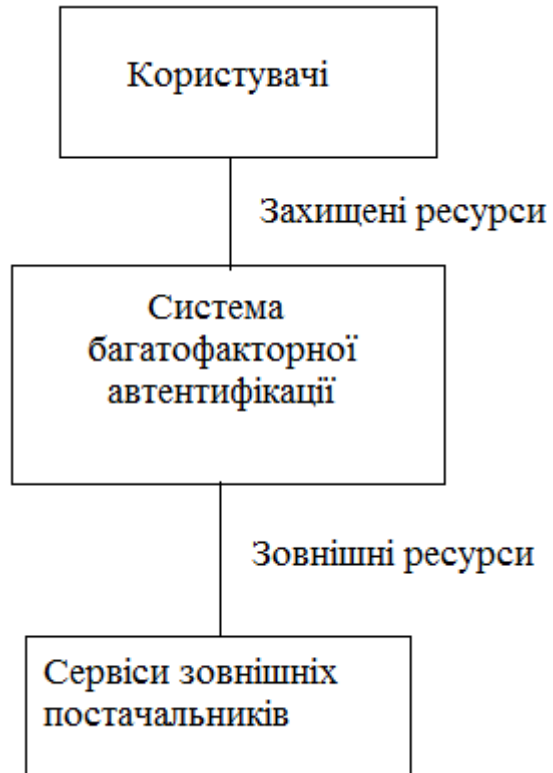 Користувачі
Захищені ресурси
Система
багатофакторної
автентифікації
Зовнішні ресурси
Сервіси зовнішніх
постачальників